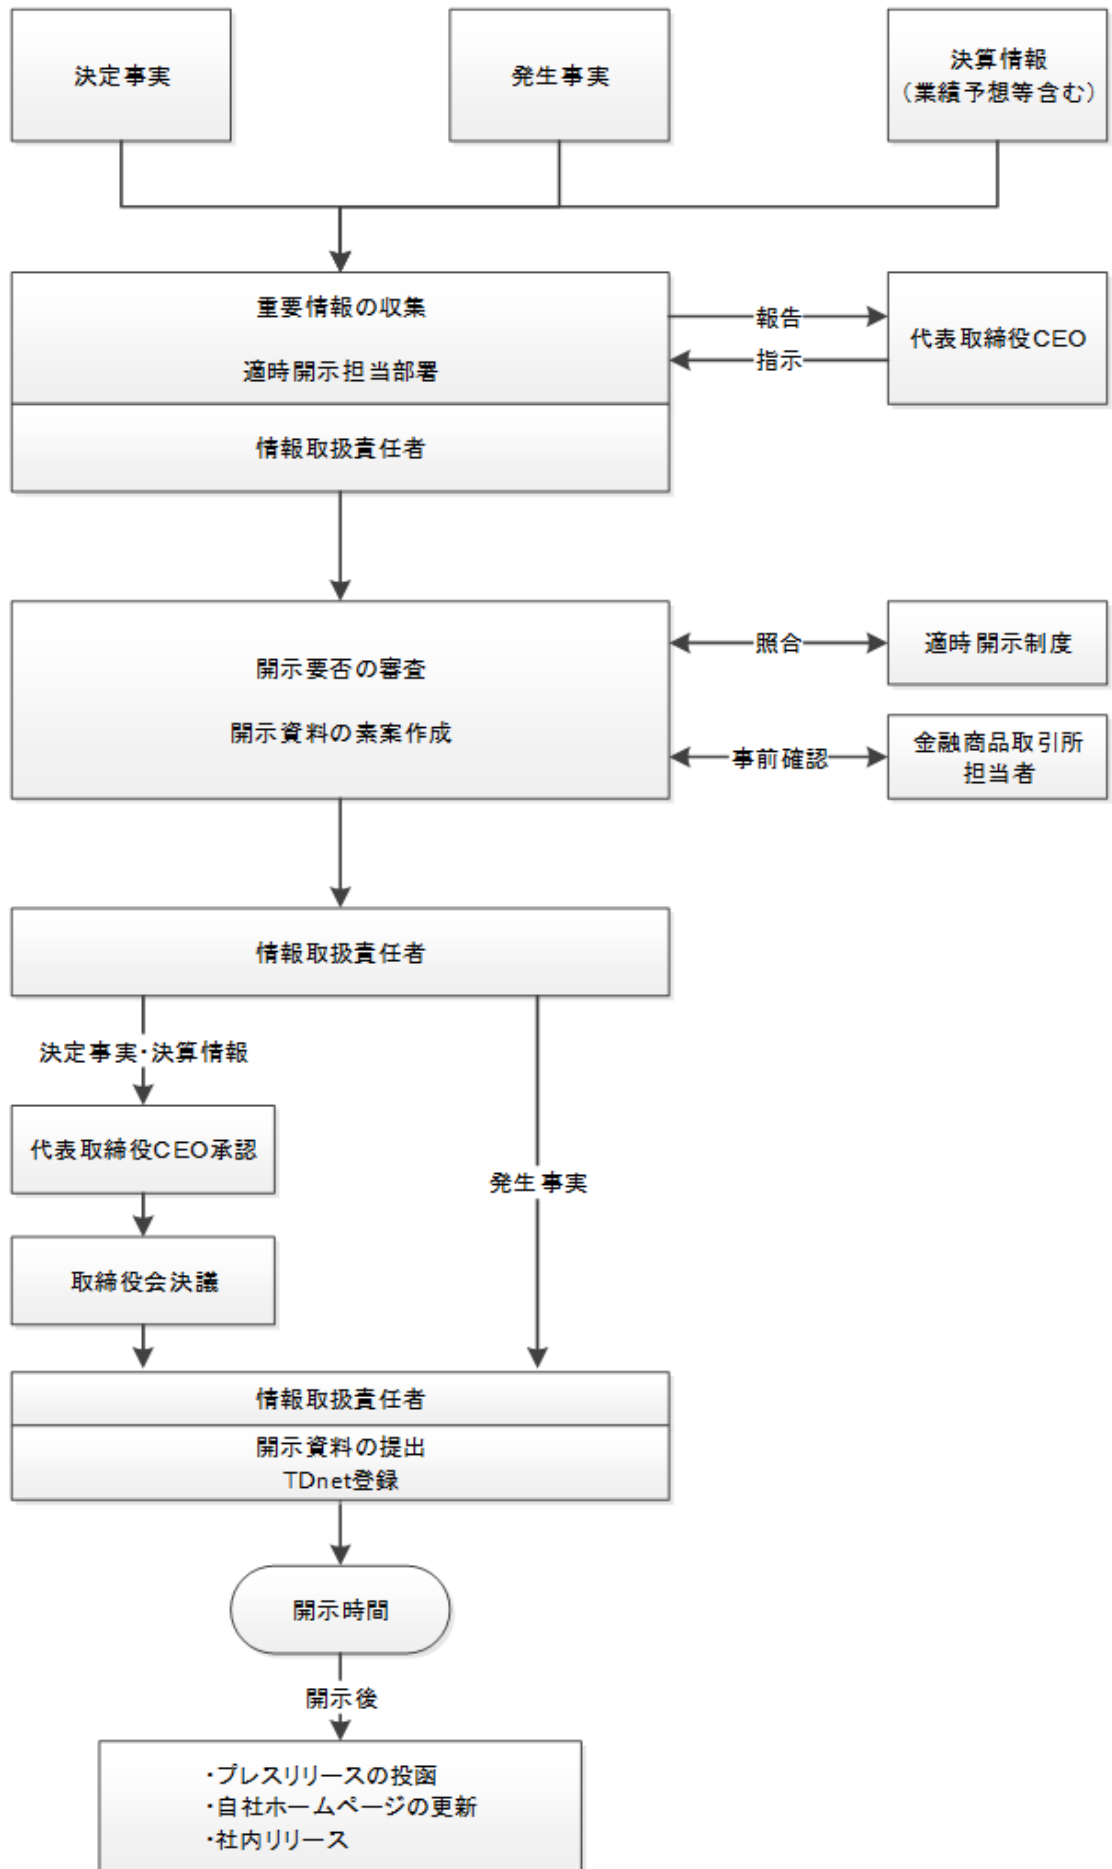 決定事実
発生事実
決算情報
（業績予想等含む）
重要情報の収集
適時開示担当部署
情報取扱責任者
報告
指示
代表取締役CEO
開示要否の審査
開示資料の素案作成
照合
適時開示制度
事前確認
金融商品取引所
担当者
情報取扱責任者
決定事実・決算情報
代表取締役CEO承認
発生事実
取締役会決議
情報取扱責任者
開示資料の提出
TDnet登録
開示時間
開示後
・プレスリリースの投函
・自社ホームページの更新
・社内リリース